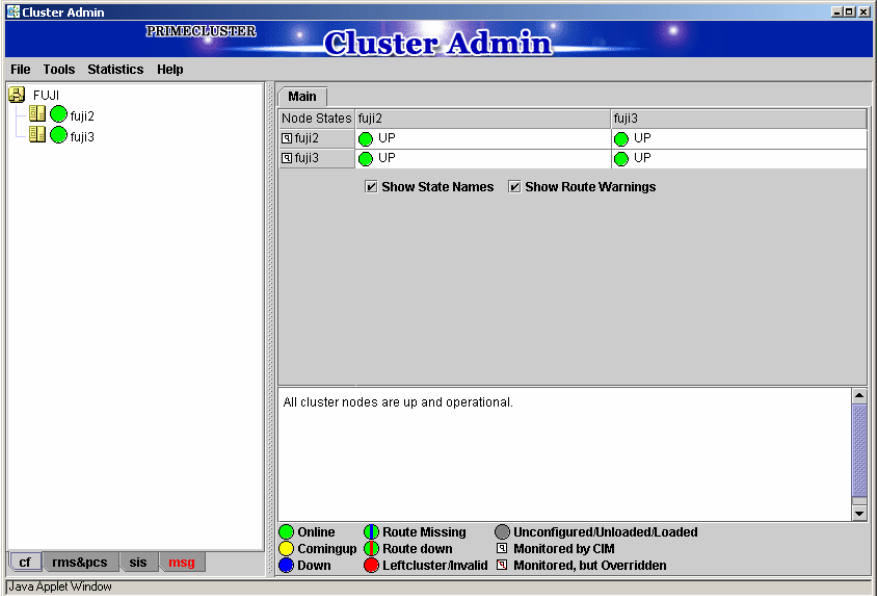 Cluster Admin
PRIMECLUSTER
Cluster Admin
File Tools Statistics Help
FUJI
fuji2
fuji3
Main
Node States fuji2 fuji3
fuji2 UP UP
fuji3 UP UP
Show State Names Show Route Warnings
All cluster nodes are up and operational.
Online Route Missing Unconfigured/Unloaded/Loaded
Comingup Route down Monitored by CIM
Down Leftcluster/Invalid Monitored, but Overridden
cf rms&pcs sis msg
Java Applet Window